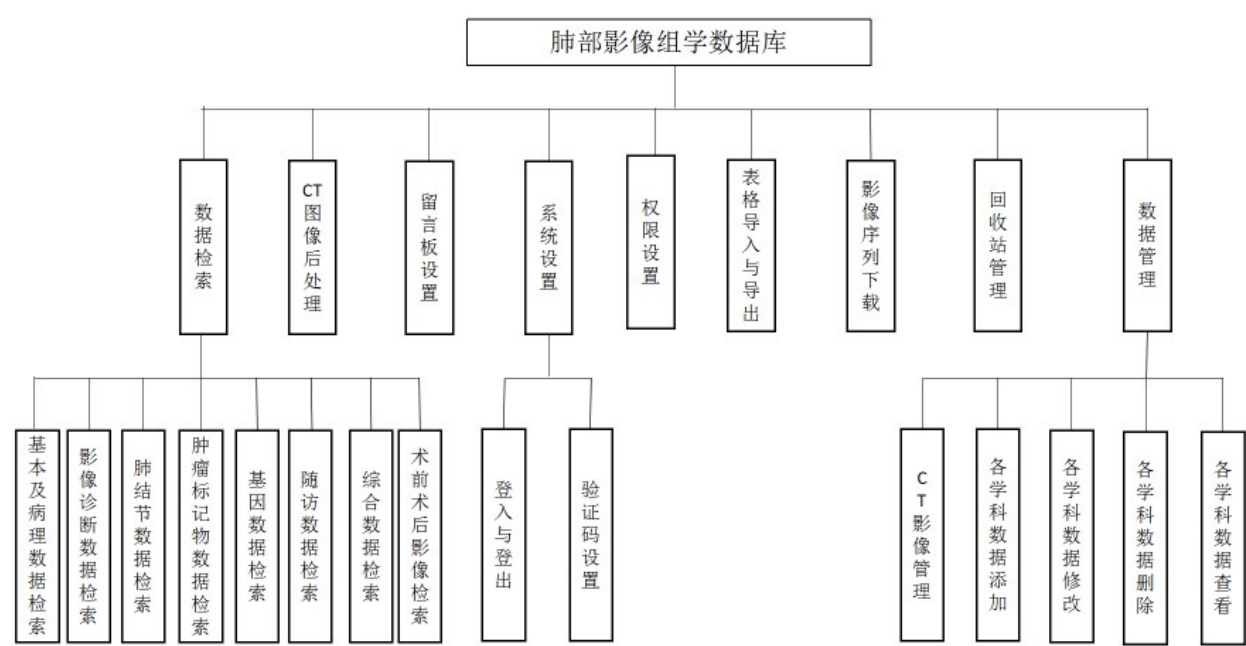 肺部影像组学数据库
数据检索
CT图像后处理
留言板设置
系统设置
权限设置
表格导入与导出
影像序列下载
回收站管理
数据管理
基本及病理数据检索
影像诊断数据检索
肺结节数据检索
肿瘤标记物数据检索
基因数据检索
随访数据检索
综合数据检索
术前术后影像检索
登入与登出
验证码设置
CT影像管理
各学科数据添加
各学科数据修改
各学科数据删除
各学科数据查看